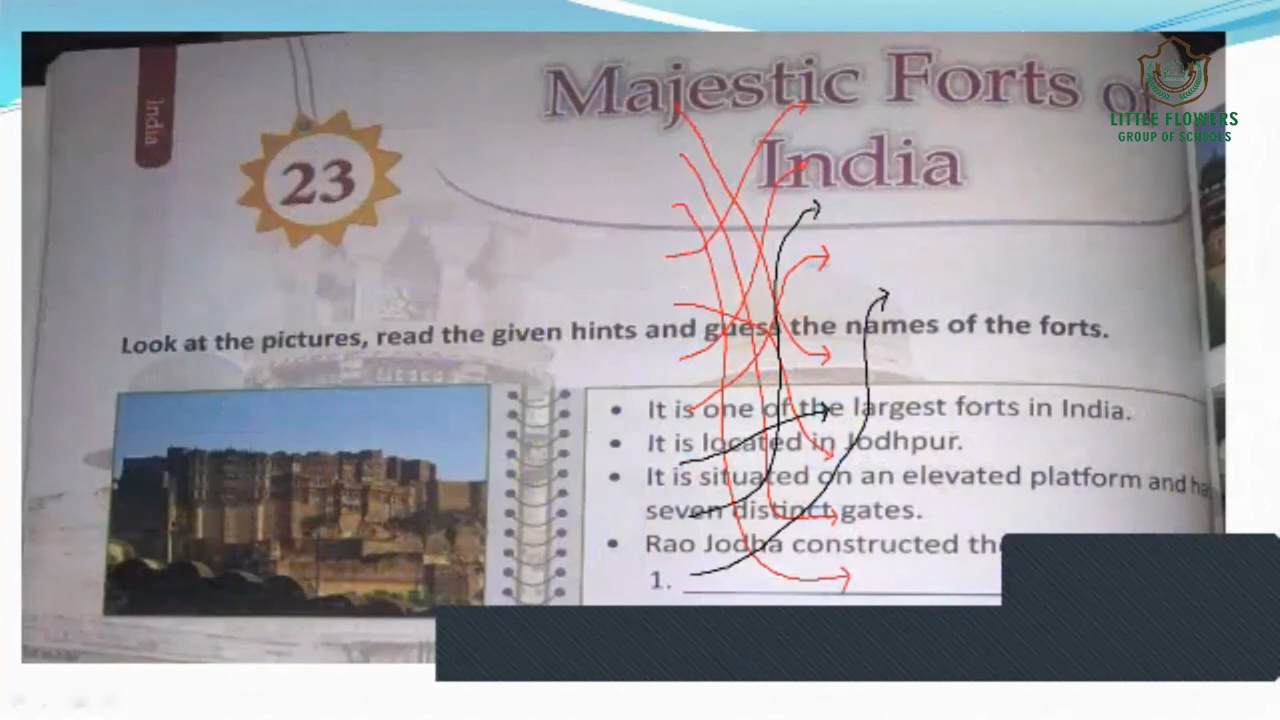 India
23
Majestic Forts of
India
LITTLE FLOWERS
GROUP OF SCHOOLS
Look at the pictures, read the given hints and guess the names of the forts.
• It is one of the largest forts in India.
• It is located in Jodhpur.
• It is situated on an elevated platform and
seven distinct gates.
• Rao Jodha constructed
1.